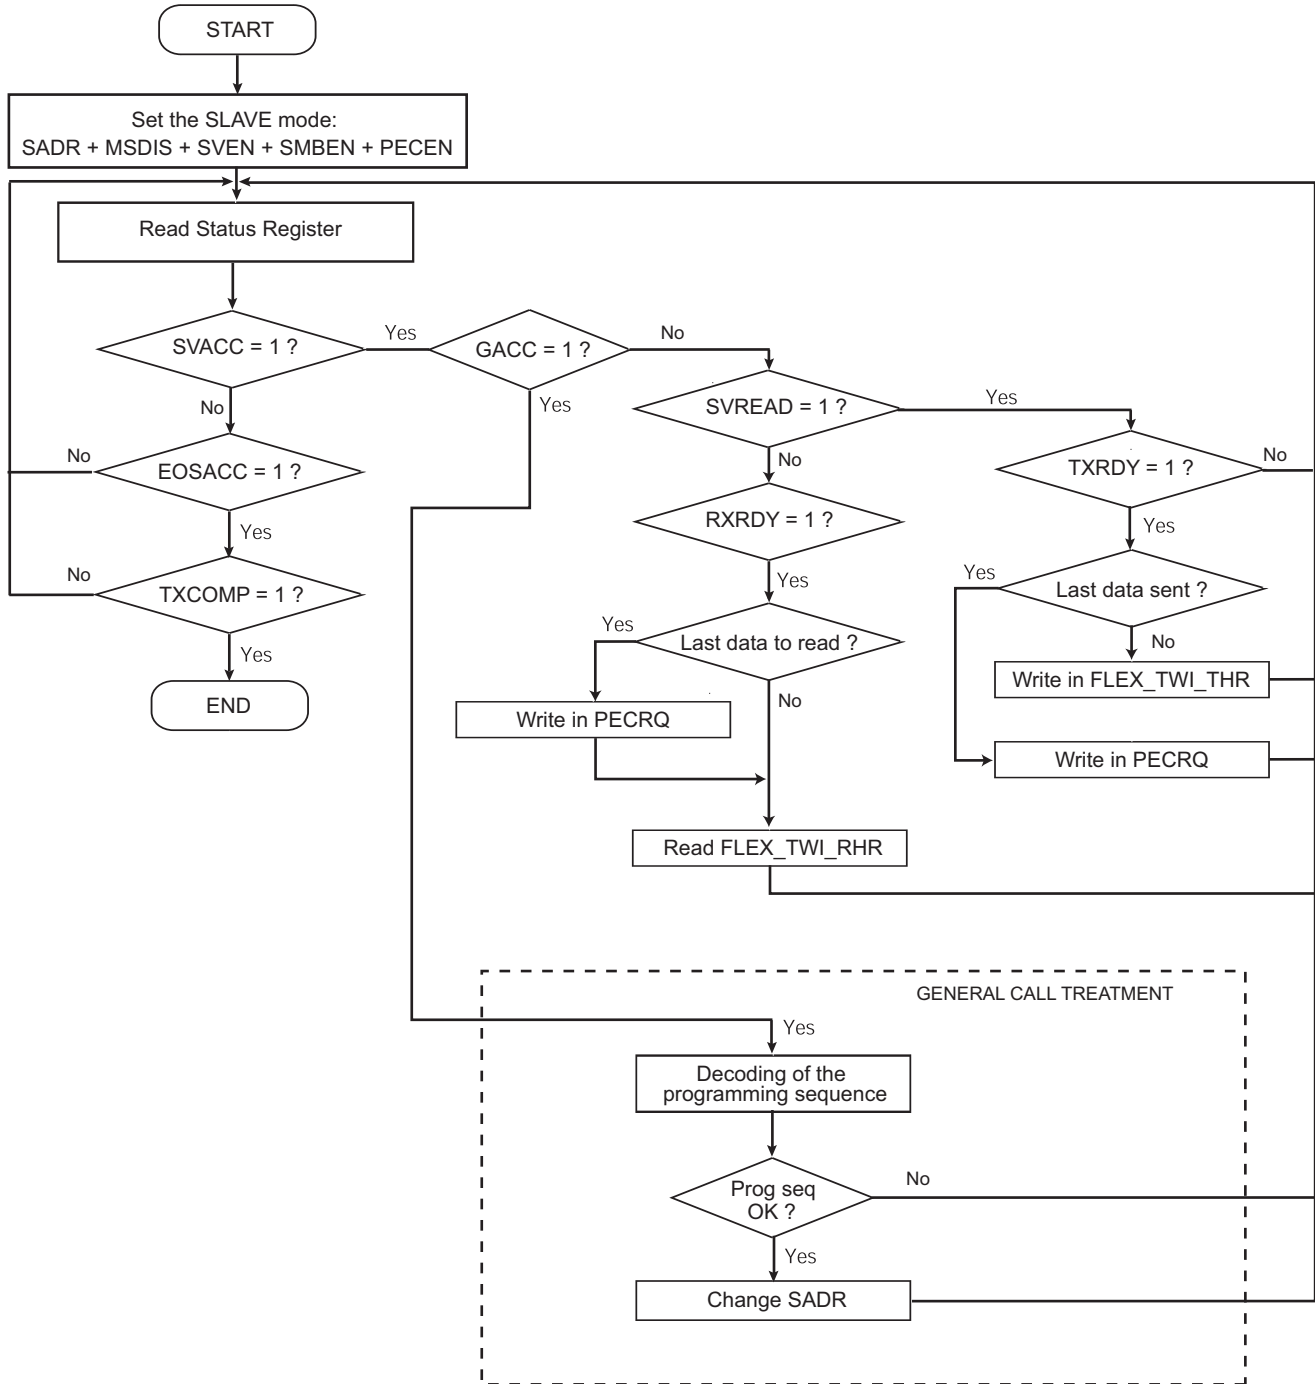 START
Set the SLAVE mode:
SADR + MSDIS + SVEN + SMBEN + PECEN
Read Status Register
SVACC = 1 ?
Yes
GACC = 1 ?
No
No
Yes
SVREAD = 1 ?
Yes
No
EOSACC = 1 ?
No
TXRDY = 1 ?
No
Yes
RXRDY = 1 ?
Yes
No
TXCOMP = 1 ?
Yes
Yes
Last data sent ?
Yes
Last data to read ?
No
Yes
END
No
Write in FLEX_TWI_THR
Write in PECRQ
Write in PECRQ
Read FLEX_TWI_RHR
GENERAL CALL TREATMENT
Yes
Decoding of the
programming sequence
Prog seq
OK ?
No
Yes
Change SADR